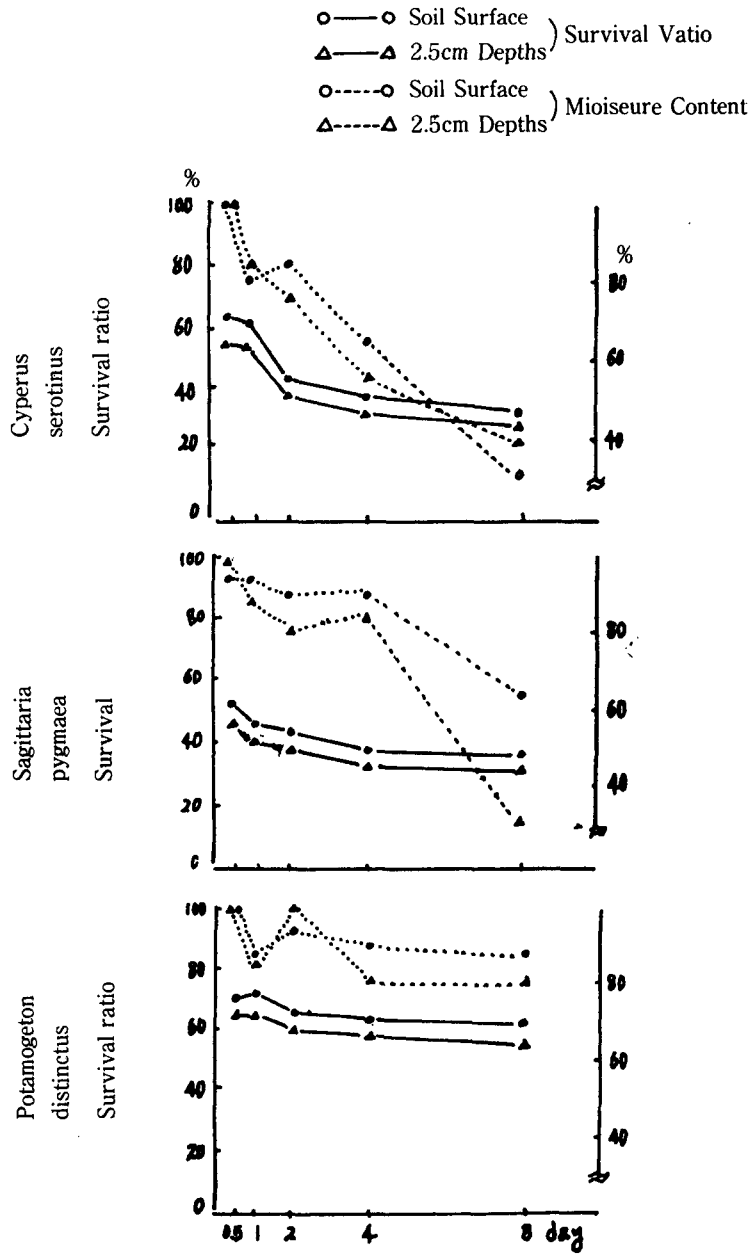 Soil Surface
2.5cm Depths
) Survival Vatio
Soil Surface
2.5cm Depths
) Mioiseure Content
%
100
80
60
40
20
0
%
80
60
40
Cyperus
serotinus
Survival ratio
100
80
60
40
20
0
80
60
40
Sagittaria
pygmaea
Survival
100
80
60
40
20
0
80
60
40
Potamogeton
distinctus
Survival ratio
0.5 1 2 4 8 day